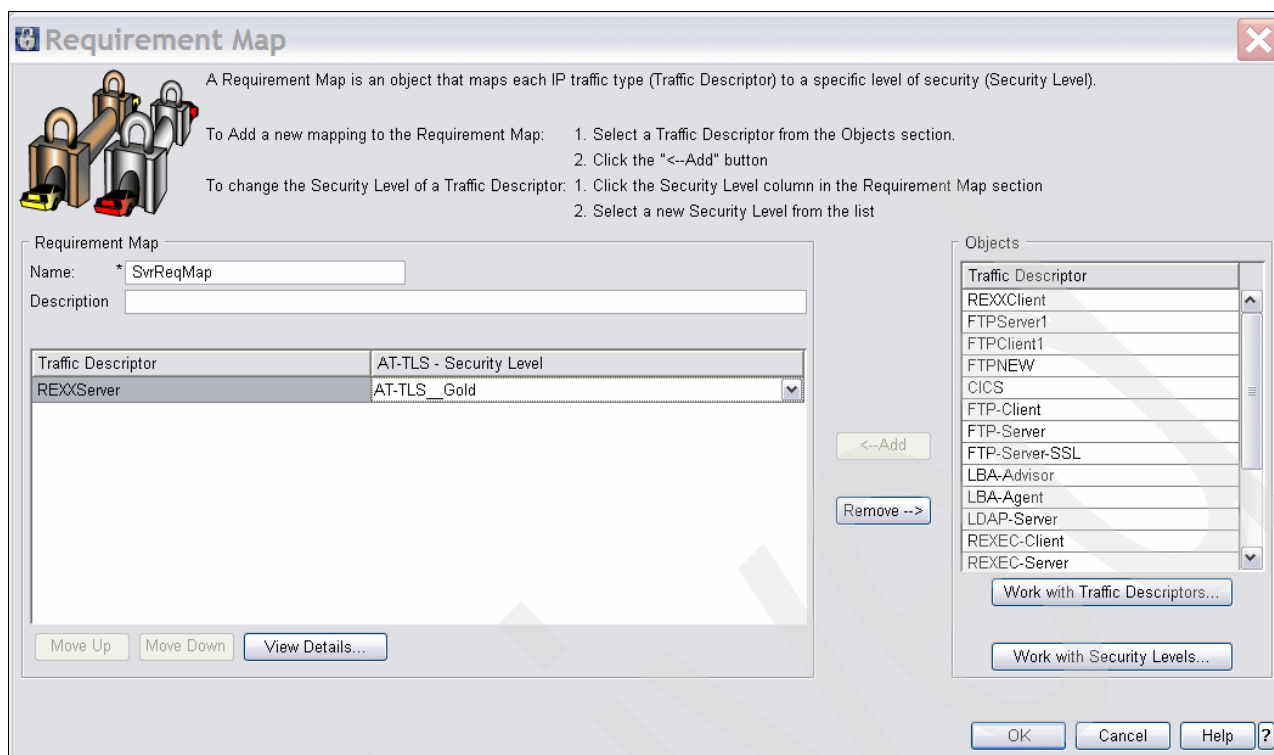 Requirement Map
A Requirement Map is an object that maps each IP traffic type (Traffic Descriptor) to a specific level of security (Security Level).
To Add a new mapping to the Requirement Map: 1. Select a Traffic Descriptor from the Objects section.
2. Click the "<--Add" button
To change the Security Level of a Traffic Descriptor: 1. Click the Security Level column in the Requirement Map section
2. Select a new Security Level from the list
Requirement Map
Name: * SvrReqMap
Description
Traffic Descriptor AT-TLS - Security Level
REXXServer AT-TLS__Gold
Move Up Move Down View Details...
<--Add
Remove -->
Objects
Traffic Descriptor
REXXClient
FTPServer1
FTPClient1
FTPNEW
CICS
FTP-Client
FTP-Server
FTP-Server-SSL
LBA-Advisor
LBA-Agent
LDAP-Server
REXEC-Client
REXEC-Server
Work with Traffic Descriptors...
Work with Security Levels...
OK Cancel Help ?